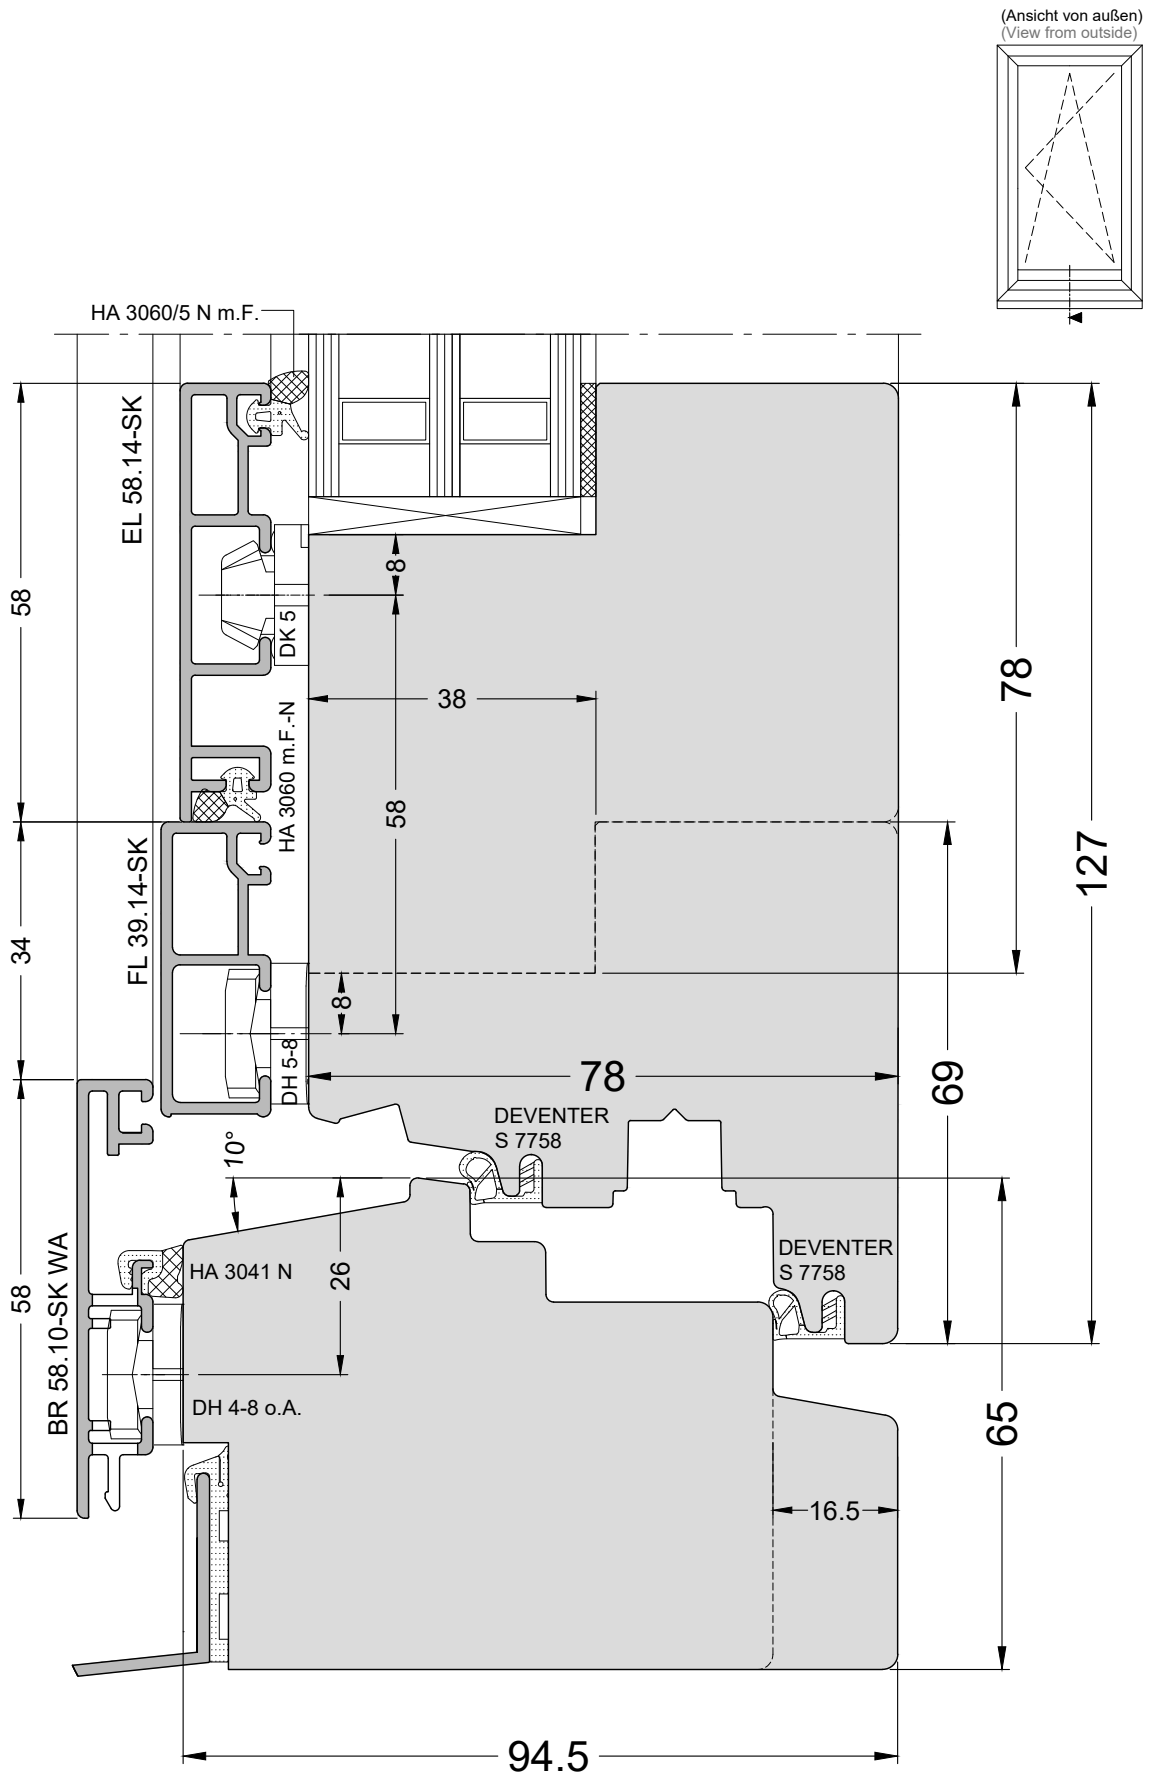 (Ansicht von außen)
(View from outside)
HA 3060/5 N m.F.
EL 58.14-SK
58
8
DK 5
38
78
HA 3060 m.F.-N
58
127
FL 39.14-SK
34
8
DH 5-8
78
69
DEVENTER
S 7758
10°
DEVENTER
S 7758
HA 3041 N
26
58
BR 58.10-SK WA
DH 4-8 o.A.
65
16.5
94.5